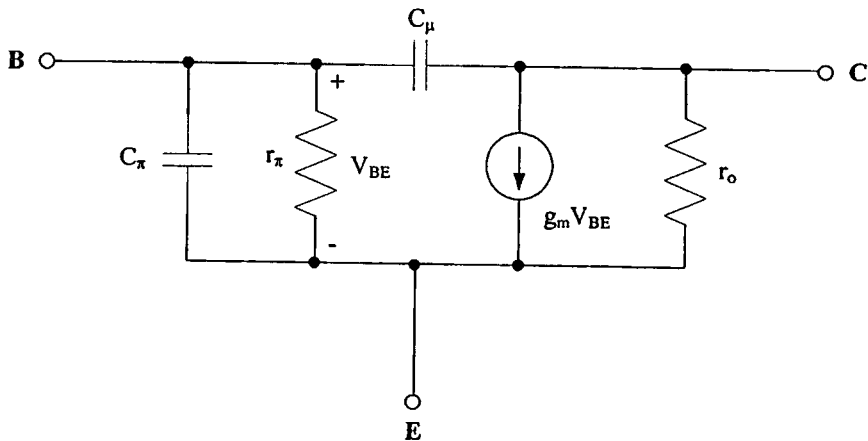 C_μ
B
+
C
C_π
r_π
V_BE
r_o
g_mV_BE
-
E